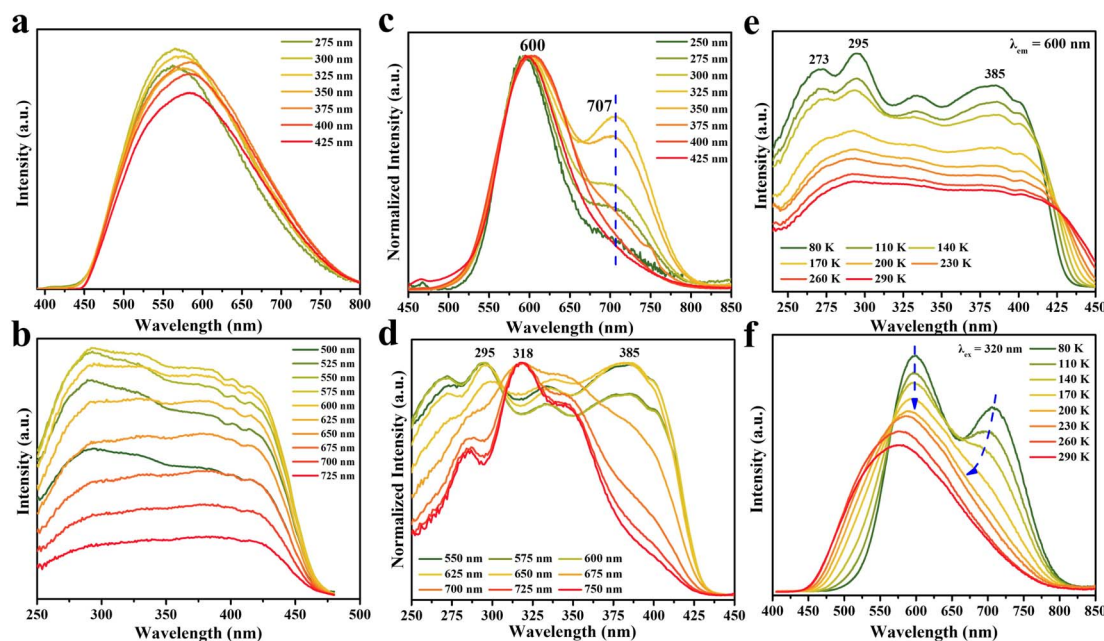 a
275 nm
300 nm
325 nm
350 nm
375 nm
400 nm
425 nm
Intensity (a.u.)
400 450 500 550 600 650 700 750 800
Wavelength (nm)
b
500 nm
525 nm
550 nm
575 nm
600 nm
625 nm
650 nm
675 nm
700 nm
725 nm
Intensity (a.u.)
250 300 350 400 450 500
Wavelength (nm)
c
600
707
250 nm
275 nm
300 nm
325 nm
350 nm
375 nm
400 nm
425 nm
Normalized Intensity (a.u.)
450 500 550 600 650 700 750 800 850
Wavelength (nm)
d
295 318 385
550 nm 575 nm 600 nm
625 nm 650 nm 675 nm
700 nm 725 nm 750 nm
Normalized Intensity (a.u.)
250 275 300 325 350 375 400 425 450
Wavelength (nm)
e
λem = 600 nm
273 295 385
80 K 110 K 140 K
170 K 200 K 230 K
260 K 290 K
Intensity (a.u.)
250 300 350 400 450
Wavelength (nm)
f
λex = 320 nm
80 K
110 K
140 K
170 K
200 K
230 K
260 K
290 K
Intensity (a.u.)
400 450 500 550 600 650 700 750 800 850
Wavelength (nm)